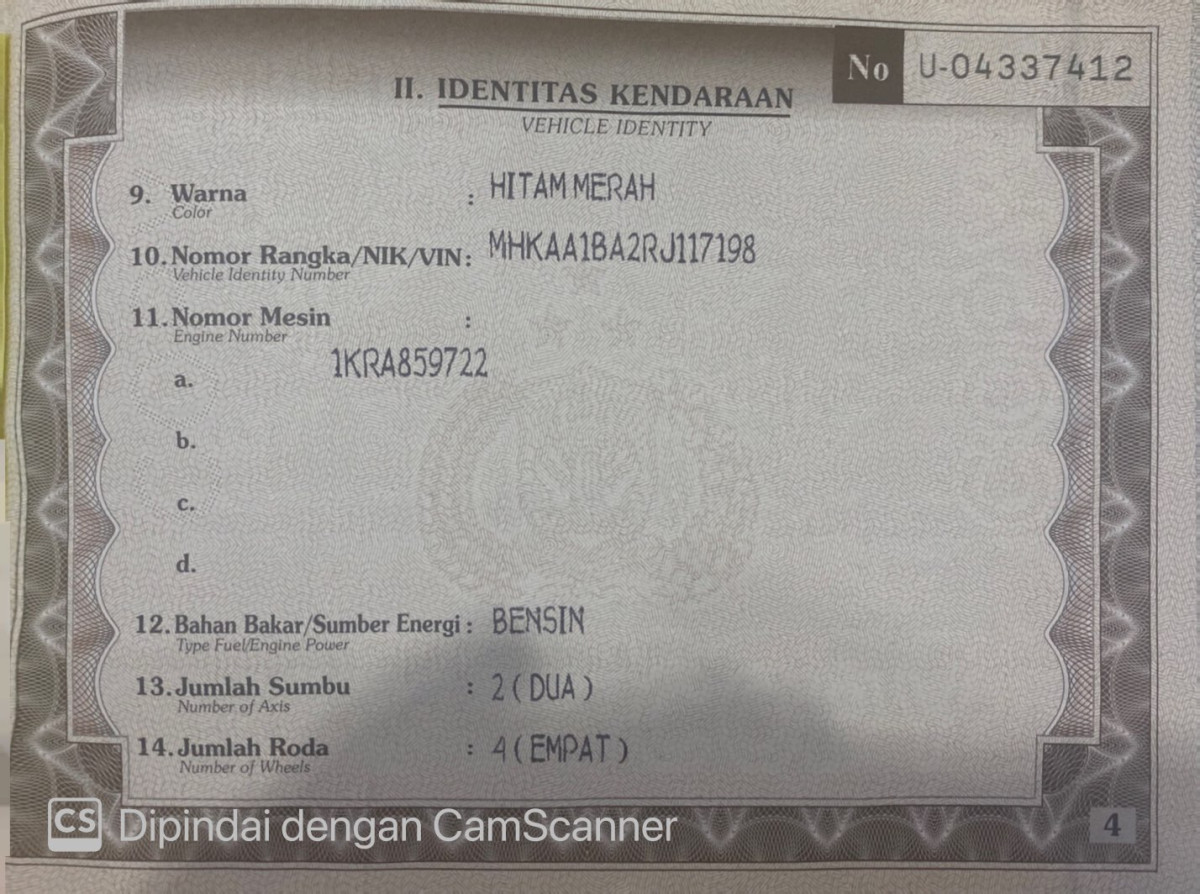 No U-04337412
II. IDENTITAS KENDARAAN
VEHICLE IDENTITY
9. Warna : HITAM MERAH
Color
10. Nomor Rangka/NIK/VIN : MHKAA1BA2RJ117198
Vehicle Identity Number
11. Nomor Mesin :
Engine Number
a. 1KRA859722
b.
c.
d.
12. Bahan Bakar/Sumber Energi : BENSIN
Type Fuel/Engine Power
13. Jumlah Sumbu : 2 ( DUA )
Number of Axis
14. Jumlah Roda : 4 ( EMPAT )
Number of Wheels
CS Dipindai dengan CamScanner
4